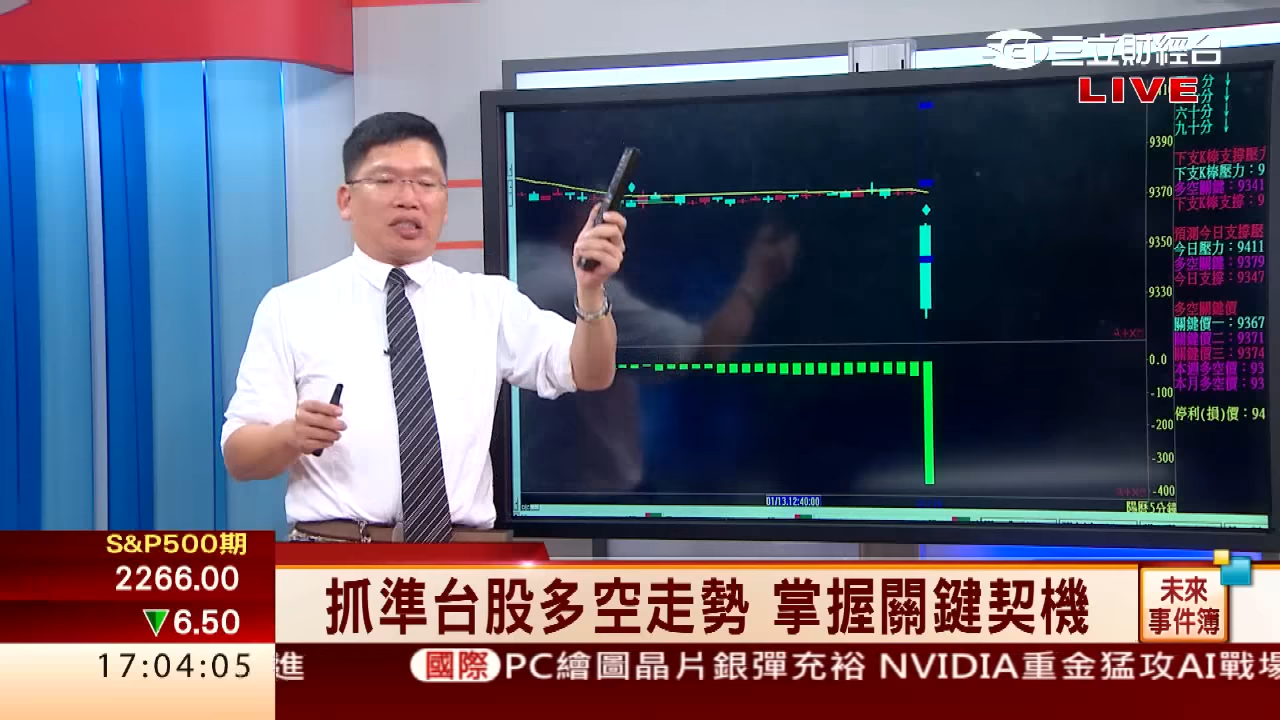 三立財經台
LIVE
六十分 ↓
九十分 ↓
下支K棒支撐壓力
下支K棒壓力：9
多空關鍵：9341
下支K棒支撐：9
預測今日支撐壓
今日壓力：9411
多空關鍵：9379
今日支撐：9347
多空關鍵價
關鍵價一：9367
關鍵價二：9371
關鍵價三：9374
本週多空價：93
本月多空價：93
停利(損)價：94
9390
9370
9350
9330
0.0
-100
-200
-300
-400
01/13.12:40:00
S&P500期
2266.00
▼6.50
17:04:05
抓準台股多空走勢 掌握關鍵契機
未來
事件簿
進 國際 PC繪圖晶片銀彈充裕 NVIDIA重金猛攻AI戰場